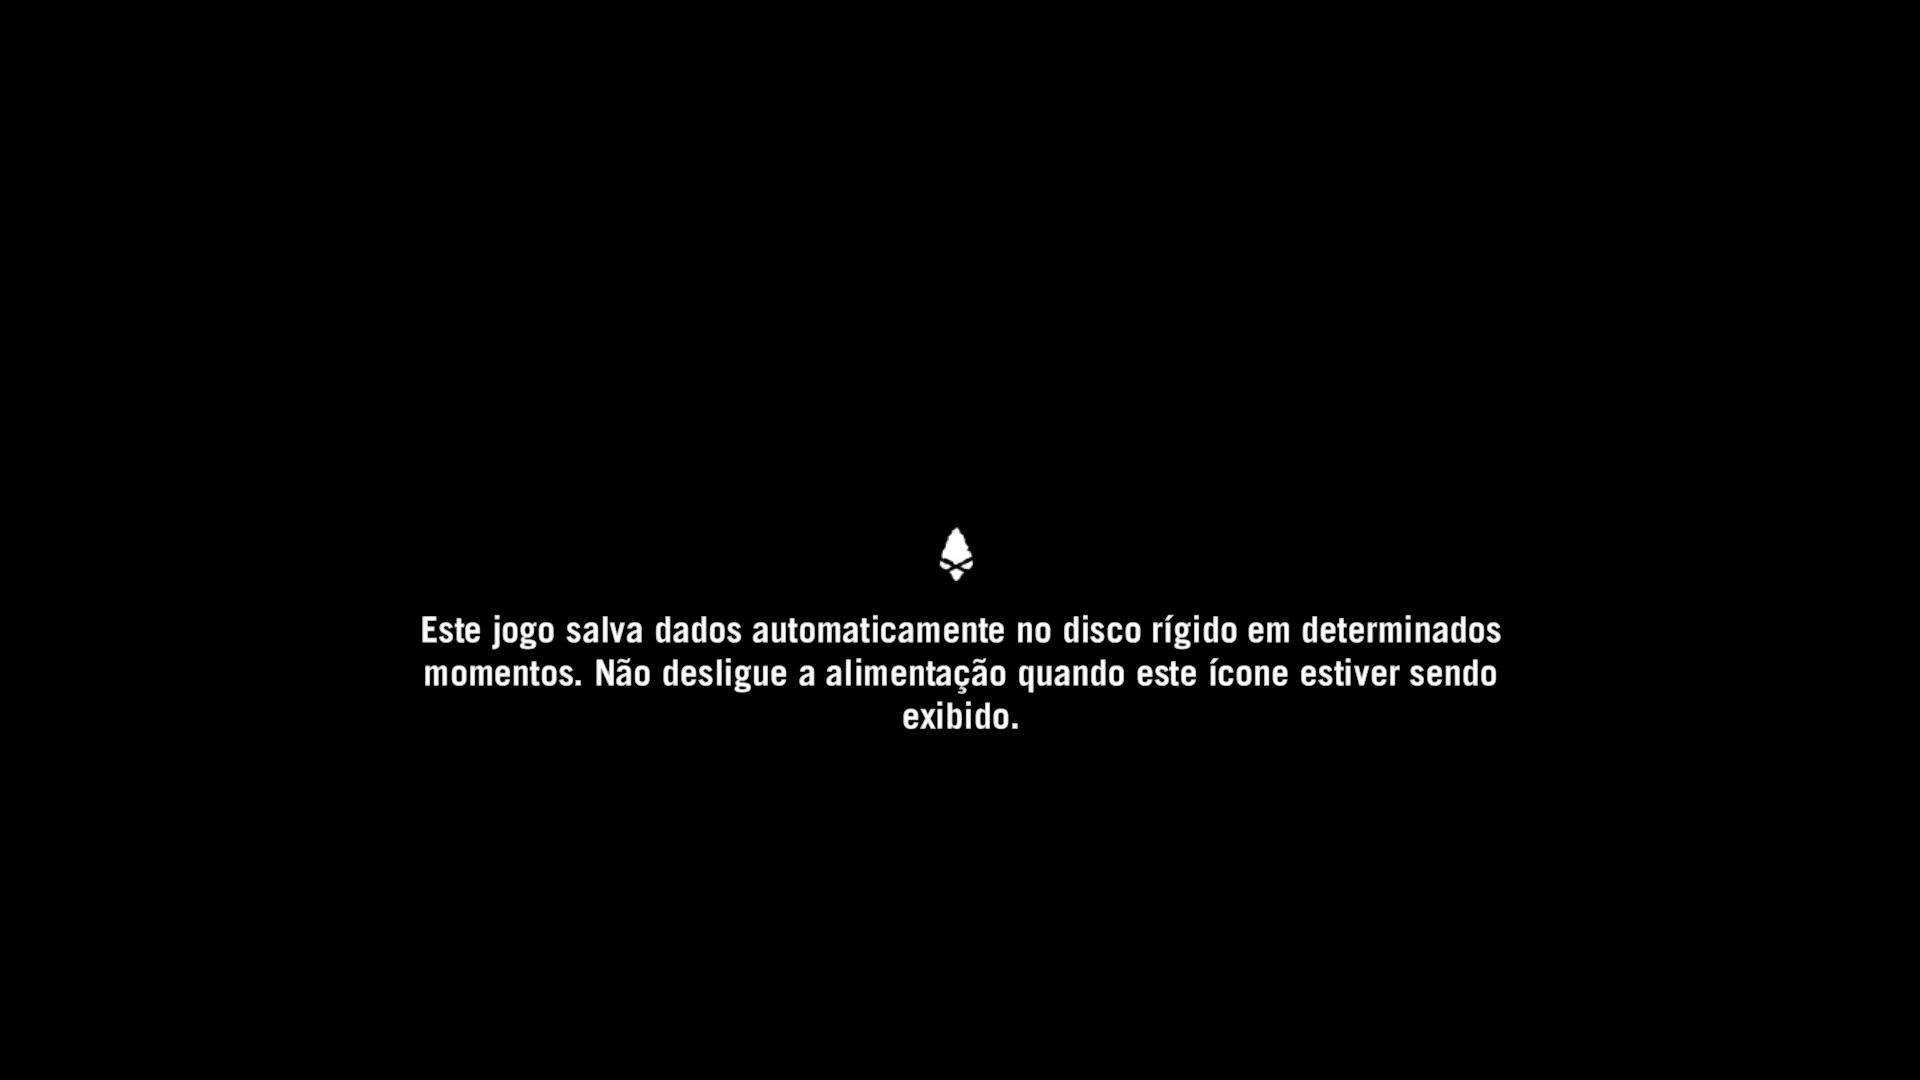 Este jogo salva dados automaticamente no disco rígido em determinados
momentos. Não desligue a alimentação quando este ícone estiver sendo
exibido.